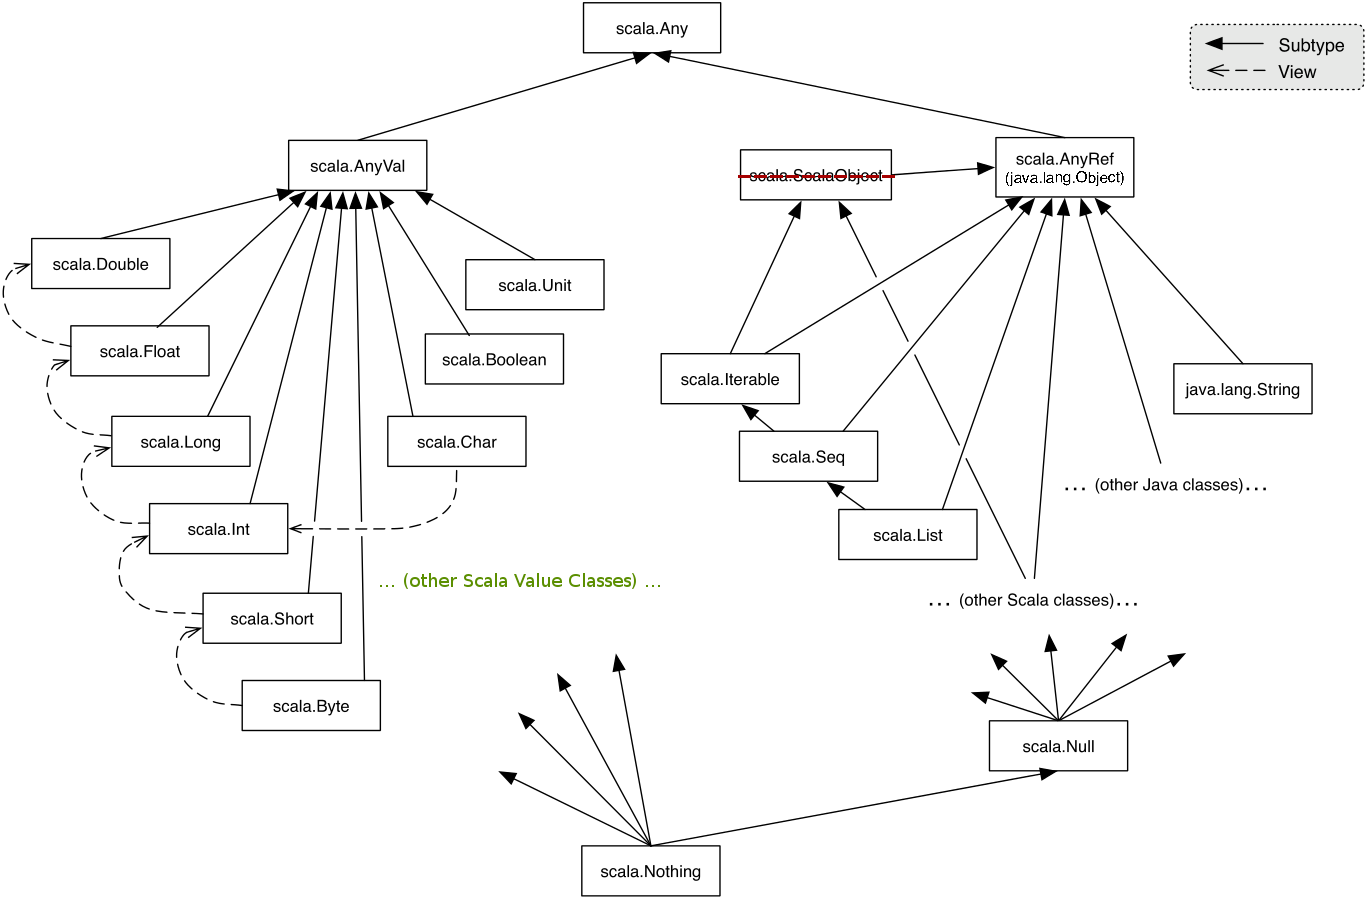 scala.Any
Subtype
View
scala.AnyVal
scala.ScalaObject
scala.AnyRef
(java.lang.Object)
scala.Double
scala.Unit
scala.Float
scala.Boolean
scala.Iterable
java.lang.String
scala.Long
scala.Char
scala.Seq
... (other Java classes)...
scala.Int
scala.List
... (other Scala Value Classes) ...
... (other Scala classes)...
scala.Short
scala.Byte
scala.Null
scala.Nothing